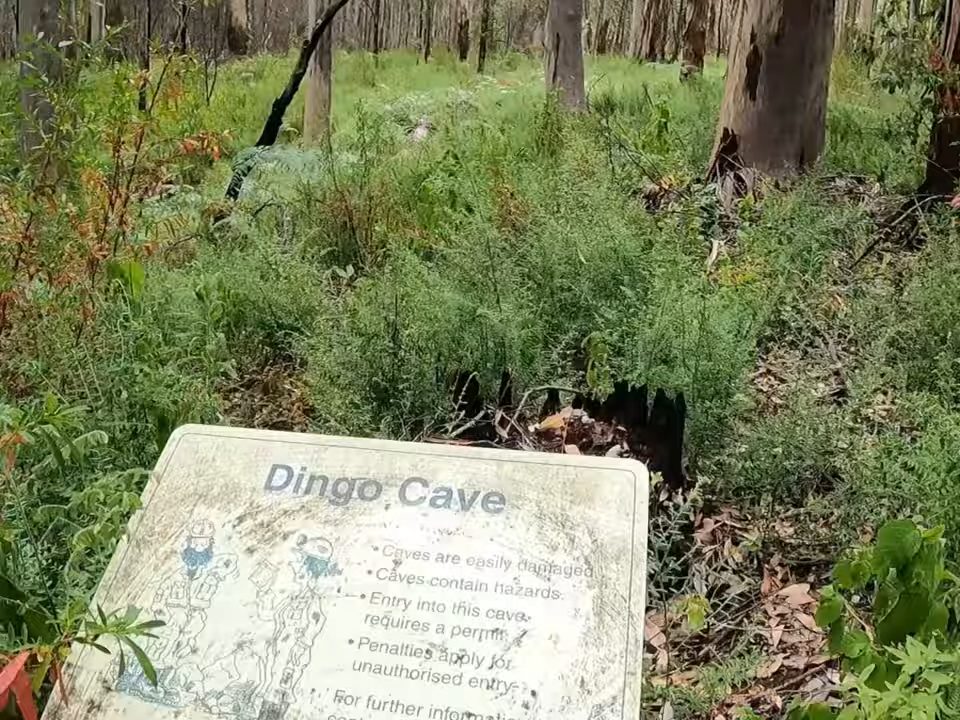 Dingo Cave
• Caves are easily damaged
• Caves contain hazards.
• Entry into this cave
requires a permit.
• Penalties apply for
unauthorised entry.
For further